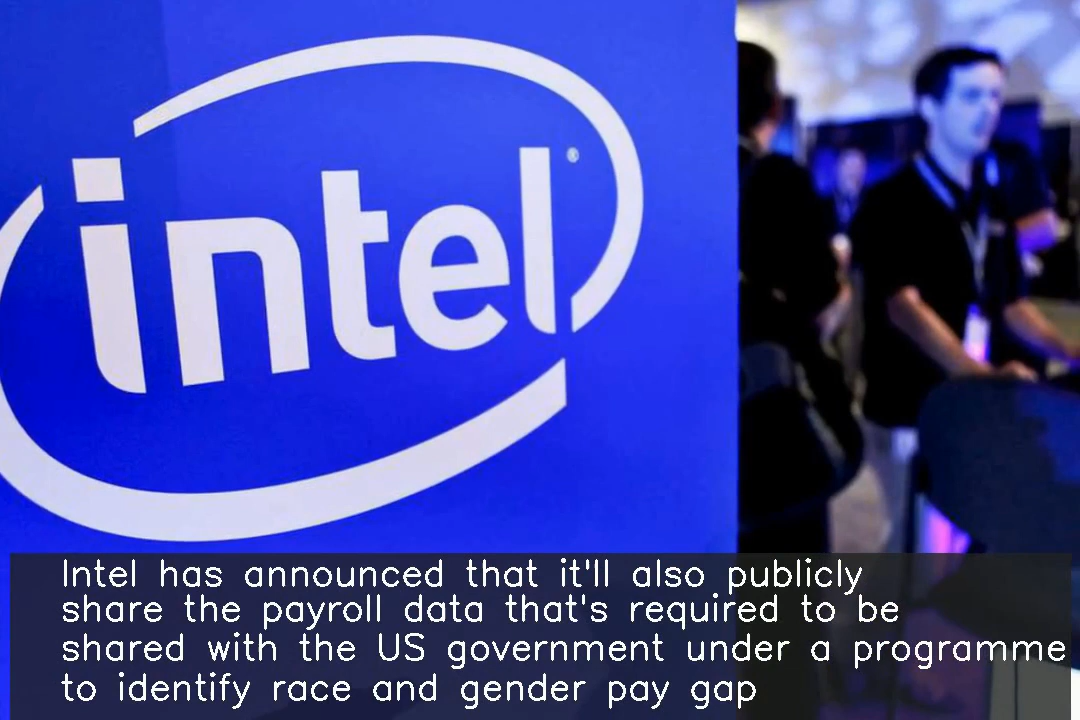 intel®
Intel has announced that it'll also publicly
share the payroll data that's required to be
shared with the US government under a programme
to identify race and gender pay gap